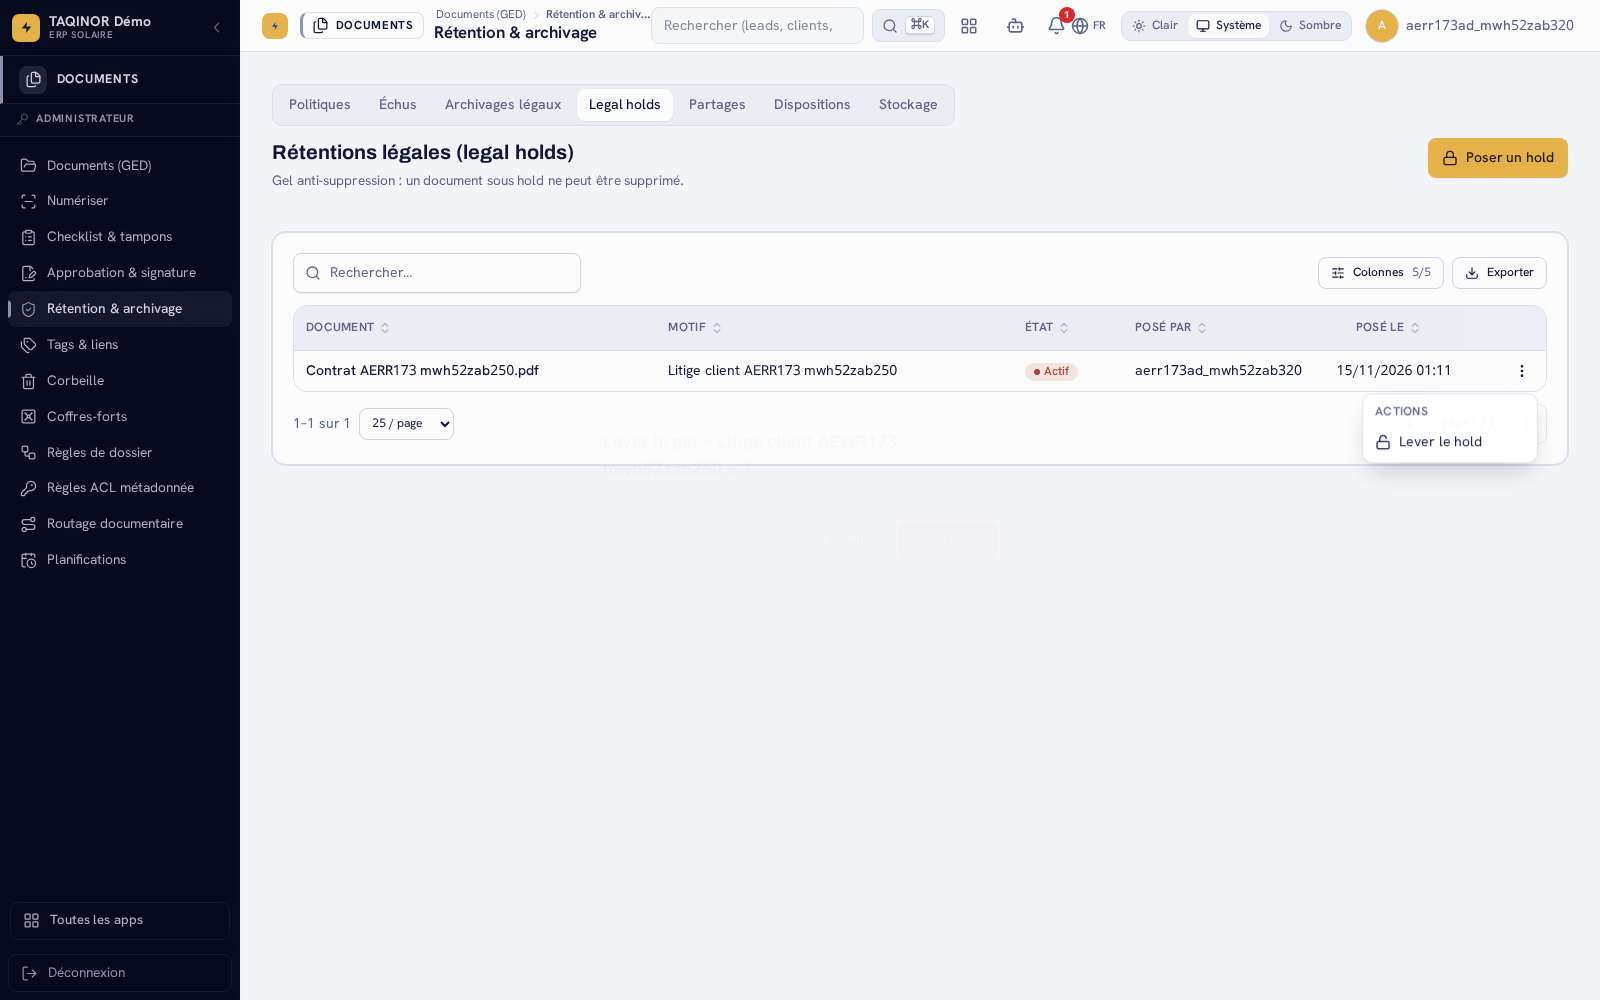 TAQINOR Démo
ERP SOLAIRE
DOCUMENTS
ADMINISTRATEUR
Documents (GED)
Numériser
Checklist & tampons
Approbation & signature
Rétention & archivage
Tags & liens
Corbeille
Coffres-forts
Règles de dossier
Règles ACL métadonnée
Routage documentaire
Planifications
Toutes les apps
Déconnexion
DOCUMENTS
Documents (GED) > Rétention & archiv...
Rétention & archivage
Rechercher (leads, clients,
⌘K
1
FR
Clair
Système
Sombre
A
aerr173ad_mwh52zab320
Politiques
Échus
Archivages légaux
Legal holds
Partages
Dispositions
Stockage
Rétentions légales (legal holds)
Gel anti-suppression : un document sous hold ne peut être supprimé.
Poser un hold
Rechercher...
Colonnes 5/5
Exporter
DOCUMENT
MOTIF
ÉTAT
POSÉ PAR
POSÉ LE
Contrat AERR173 mwh52zab250.pdf
Litige client AERR173 mwh52zab250
Actif
aerr173ad_mwh52zab320
15/11/2026 01:11
1–1 sur 1
25 / page
ACTIONS
Lever le hold